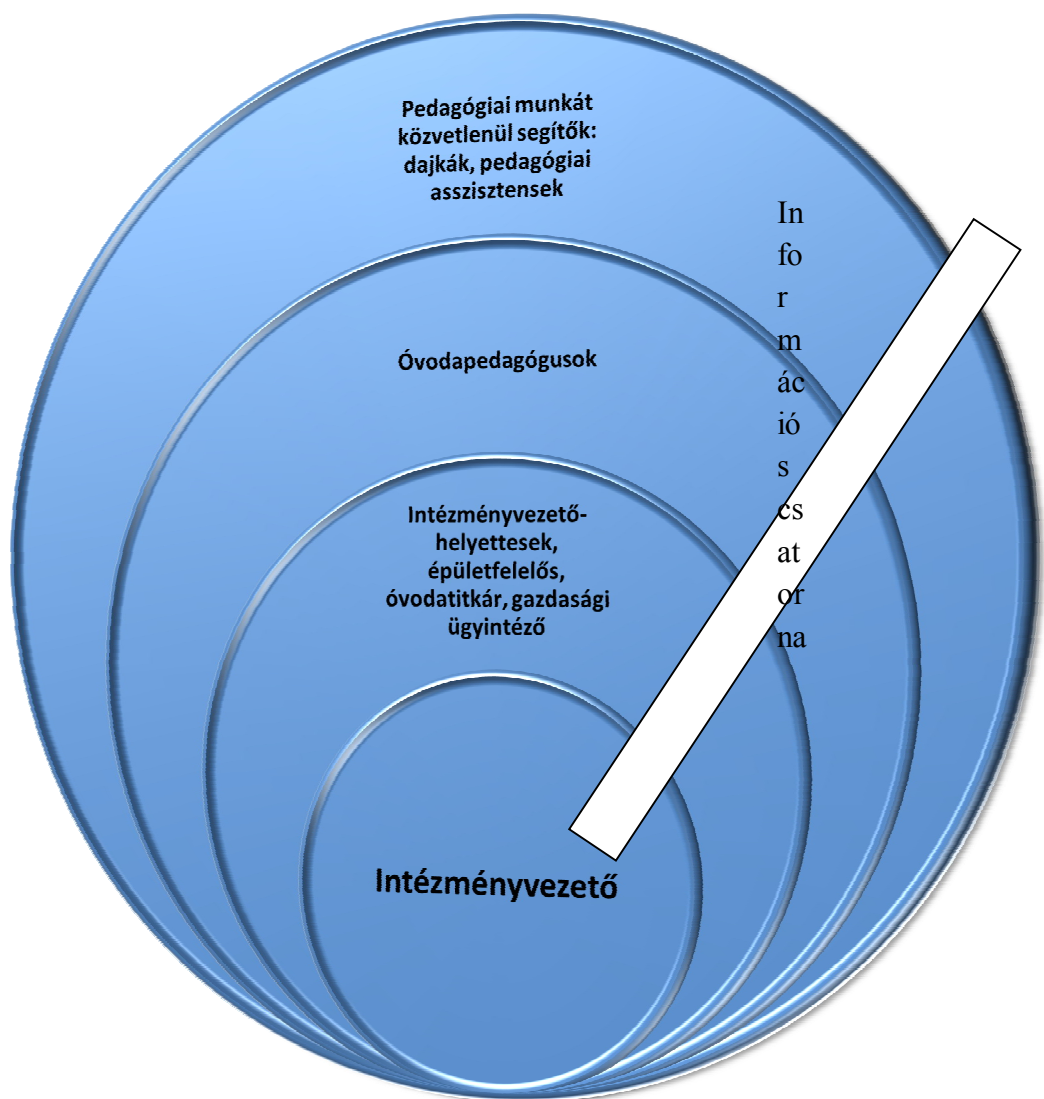 Pedagógiai munkát
közvetlenül segítők:
dajkák, pedagógiai
asszisztensek
Óvodapedagógusok
Intézményvezető-
helyettesek,
épületfelelős,
óvodatitkár, gazdasági
ügyintéző
Intézményvezető
In
fo
r
m
ác
ió
s
cs
at
or
na